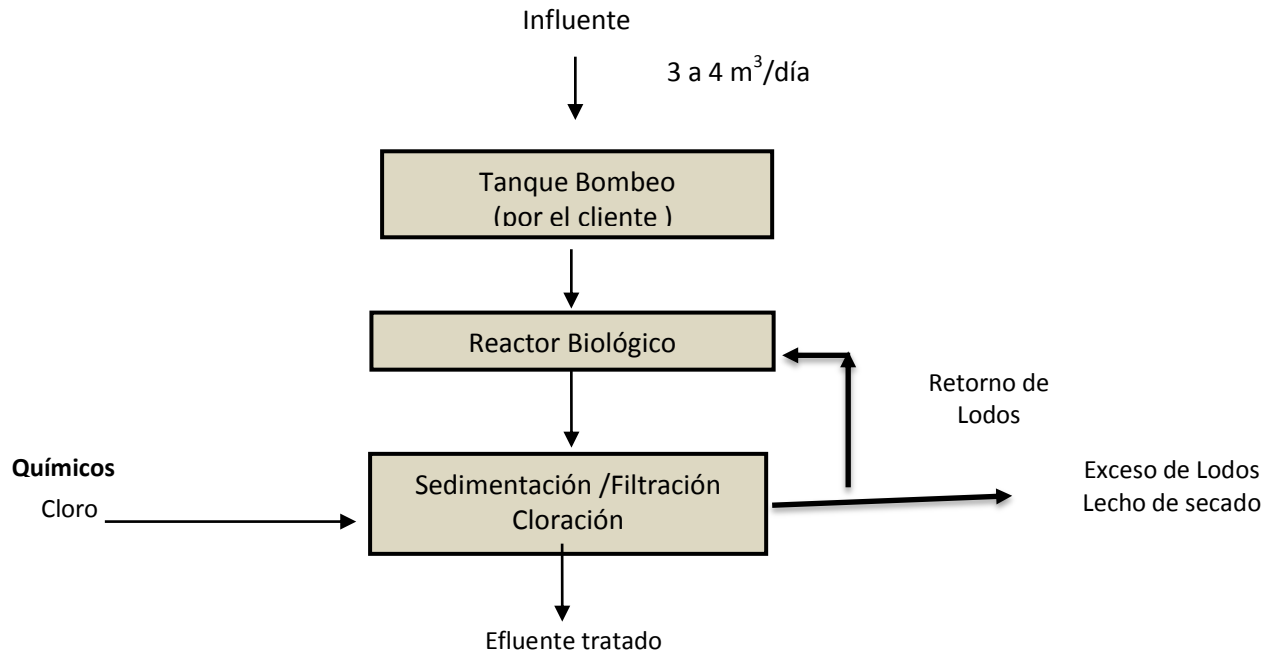 Influente
3 a 4 m³/día
Tanque Bombeo
(por el cliente )
Reactor Biológico
Retorno de
Lodos
Químicos
Cloro
Sedimentación /Filtración
Cloración
Exceso de Lodos
Lecho de secado
Efluente tratado